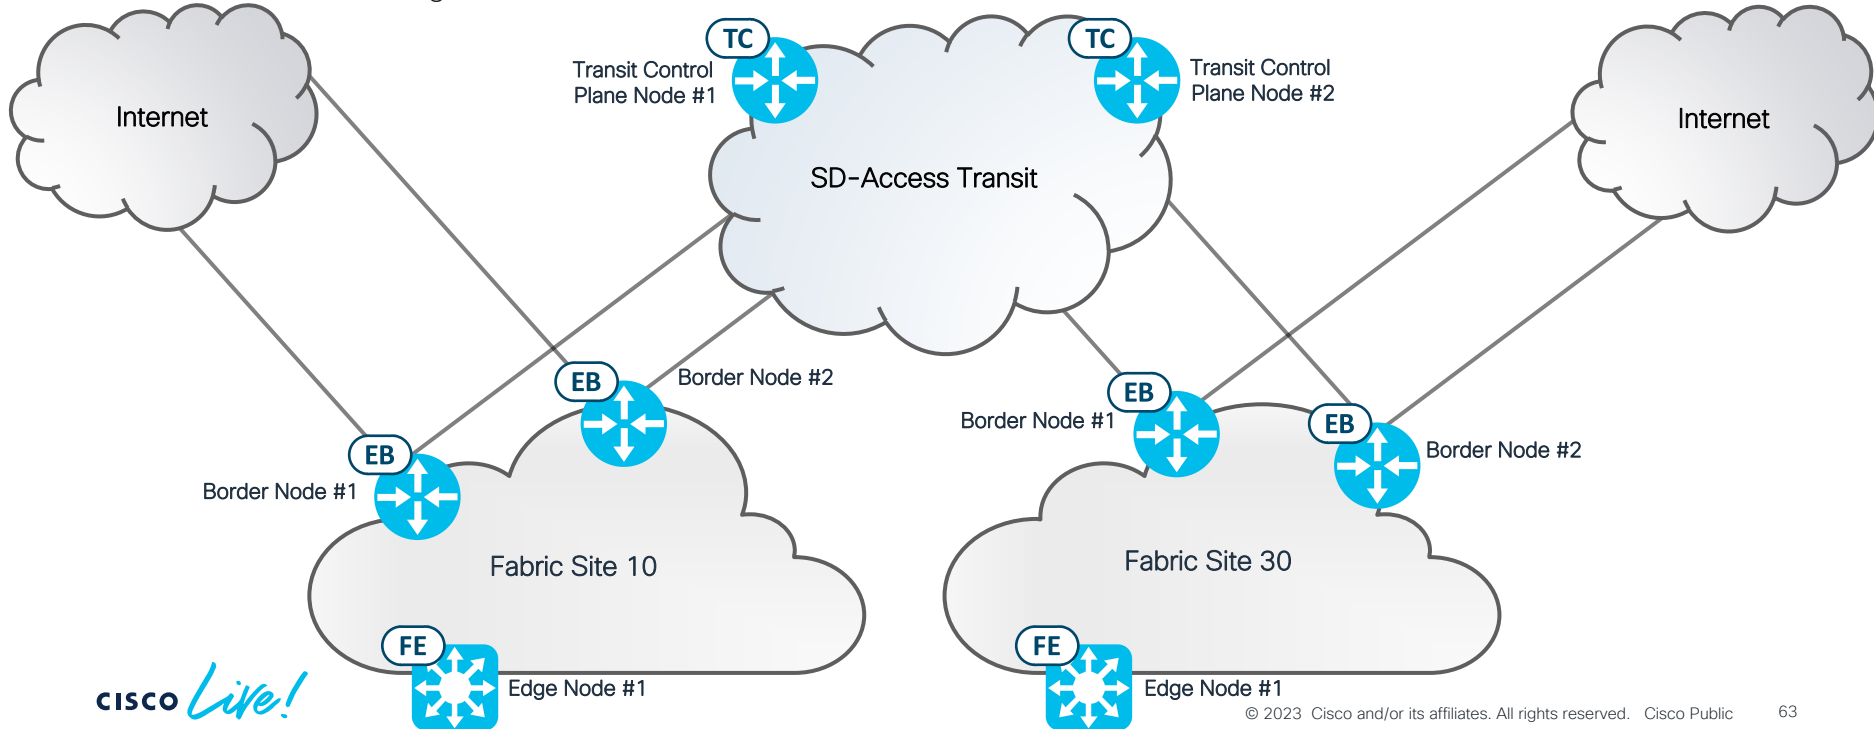 Internet
TC
Transit Control
Plane Node #1
TC
Transit Control
Plane Node #2
Internet
SD-Access Transit
EB
Border Node #2
EB
Border Node #1
EB
Border Node #1
EB
Border Node #2
Fabric Site 10
Fabric Site 30
FE
Edge Node #1
FE
Edge Node #1
CISCO Live!
© 2023 Cisco and/or its affiliates. All rights reserved. Cisco Public
63